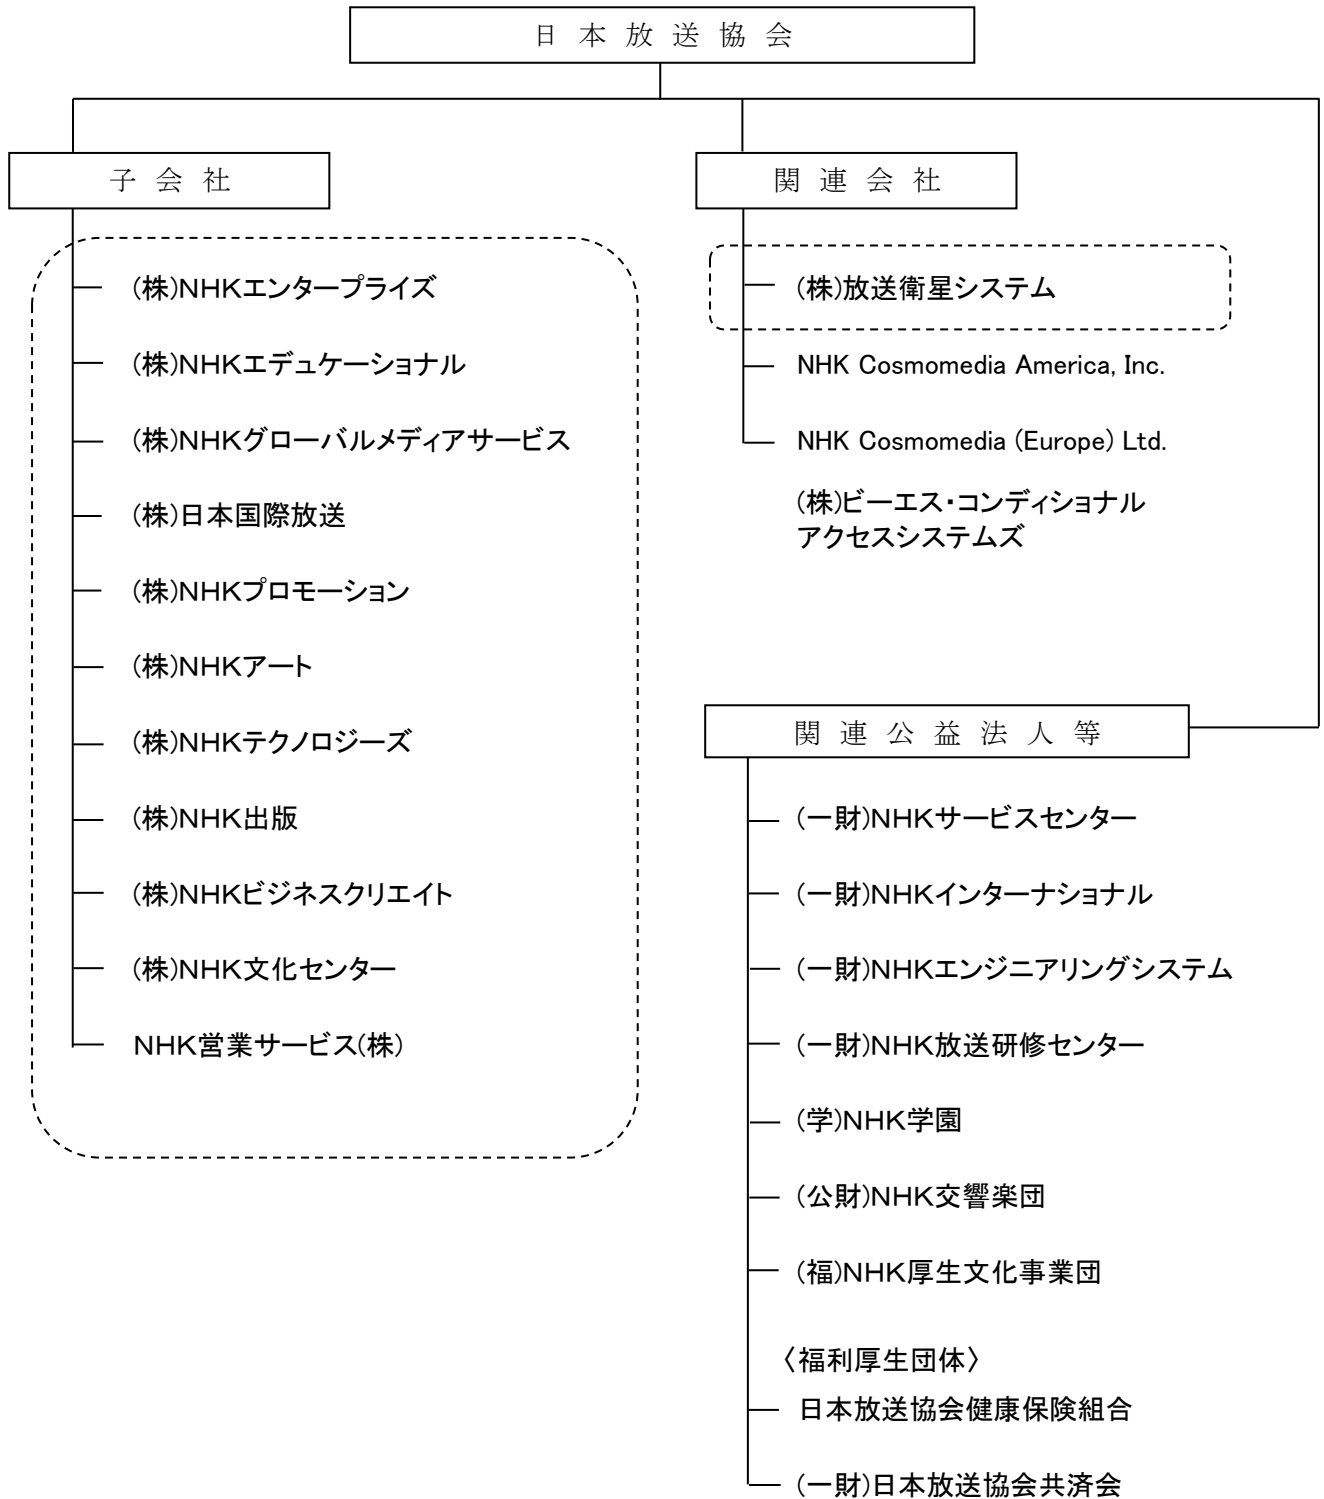 日本放送協会
子会社
(株)NHKエンタープライズ
(株)NHKエデュケーショナル
(株)NHKグローバルメディアサービス
(株)日本国際放送
(株)NHKプロモーション
(株)NHKアート
(株)NHKテクノロジーズ
(株)NHK出版
(株)NHKビジネスクリエイト
(株)NHK文化センター
NHK営業サービス(株)
関連会社
(株)放送衛星システム
NHK Cosmomedia America, Inc.
NHK Cosmomedia (Europe) Ltd.
(株)ビーエス・コンディショナル
アクセスシステムズ
関連公益法人等
(一財)NHKサービスセンター
(一財)NHKインターナショナル
(一財)NHKエンジニアリングシステム
(一財)NHK放送研修センター
(学)NHK学園
(公財)NHK交響楽団
(福)NHK厚生文化事業団
〈福利厚生団体〉
日本放送協会健康保険組合
(一財)日本放送協会共済会